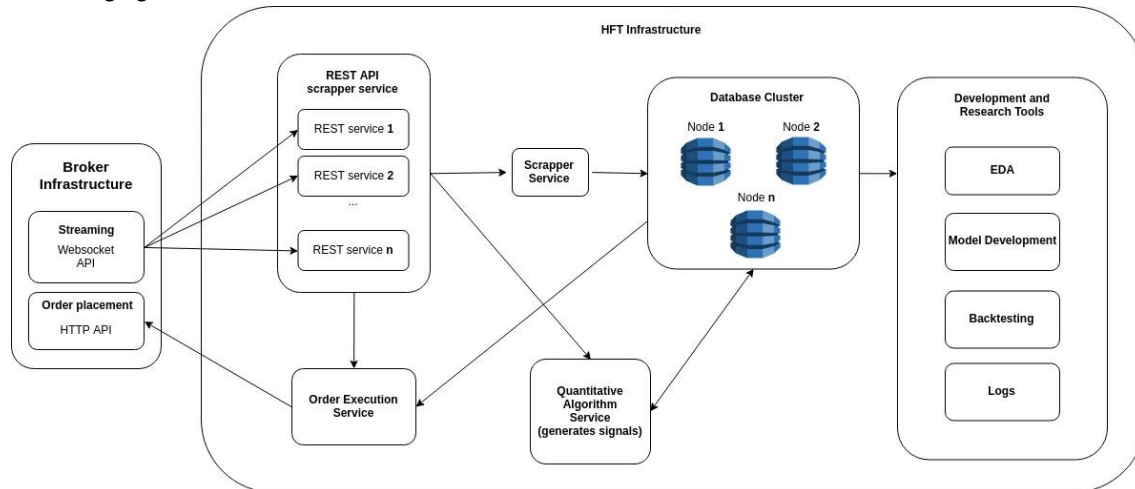 HFT Infrastructure
Broker
Infrastructure
Streaming
Websocket
API
Order placement
HTTP API
REST API
scrapper service
REST service 1
REST service 2
...
REST service n
Order Execution
Service
Scrapper
Service
Quantitative
Algorithm
Service
(generates signals)
Database Cluster
Node 1
Node 2
Node n
Development and
Research Tools
EDA
Model Development
Backtesting
Logs